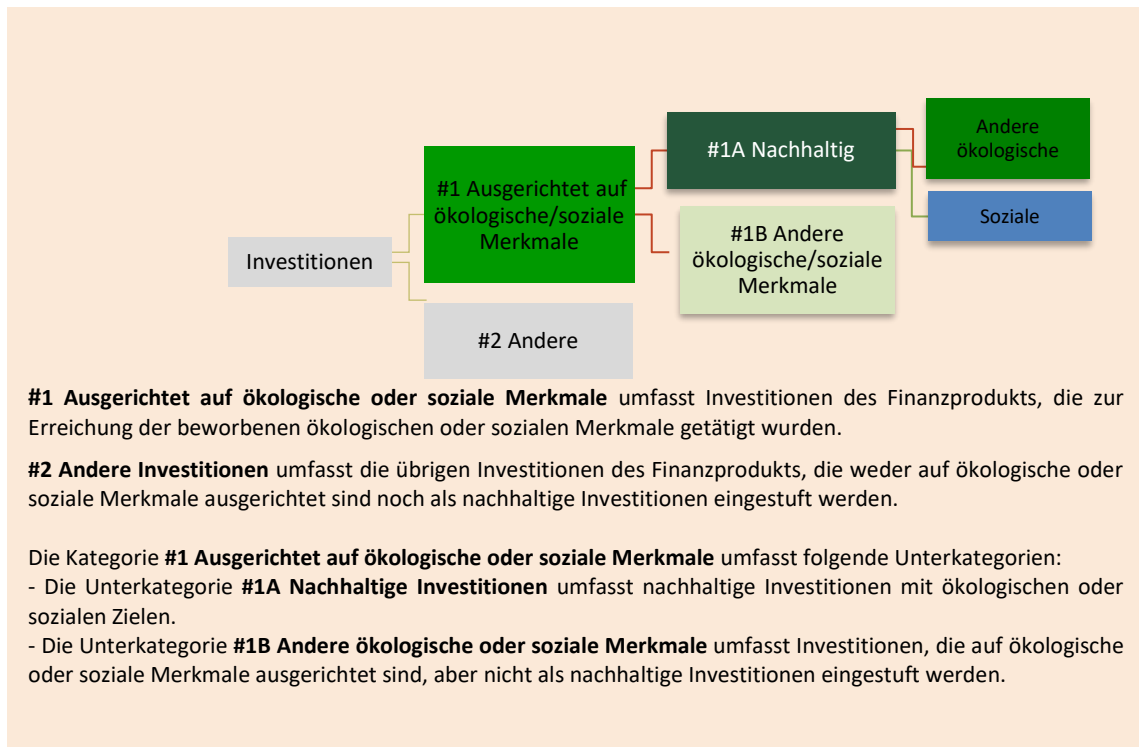 Andere
ökologische
#1A Nachhaltig
#1 Ausgerichtet auf
ökologische/soziale
Merkmale
Soziale
#1B Andere
ökologische/soziale
Merkmale
Investitionen
#2 Andere
#1 Ausgerichtet auf ökologische oder soziale Merkmale umfasst Investitionen des Finanzprodukts, die zur
Erreichung der beworbenen ökologischen oder sozialen Merkmale getätigt wurden.
#2 Andere Investitionen umfasst die übrigen Investitionen des Finanzprodukts, die weder auf ökologische oder
soziale Merkmale ausgerichtet sind noch als nachhaltige Investitionen eingestuft werden.
Die Kategorie #1 Ausgerichtet auf ökologische oder soziale Merkmale umfasst folgende Unterkategorien:
- Die Unterkategorie #1A Nachhaltige Investitionen umfasst nachhaltige Investitionen mit ökologischen oder
sozialen Zielen.
- Die Unterkategorie #1B Andere ökologische oder soziale Merkmale umfasst Investitionen, die auf ökologische
oder soziale Merkmale ausgerichtet sind, aber nicht als nachhaltige Investitionen eingestuft werden.